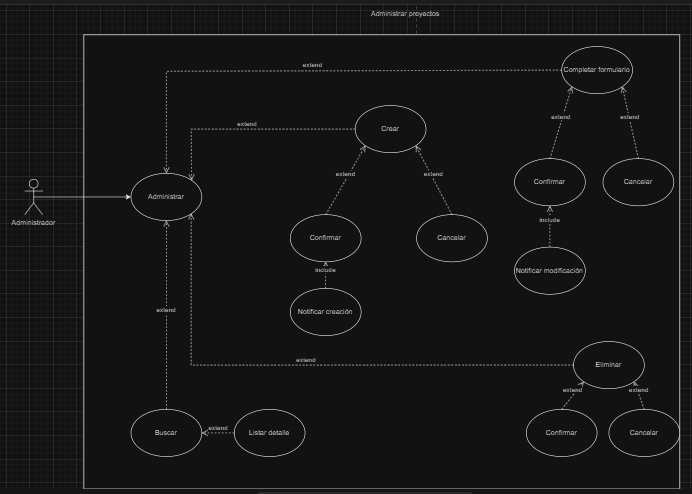 Administrar proyectos
extend
Completar formulario
extend
Crear
extend
extend
extend
extend
Administrar
Confirmar
Cancelar
Administrador
include
Confirmar
Cancelar
include
Notificar modificación
Notificar creación
extend
extend
Eliminar
extend
extend
Buscar
extend
Listar detalle
Confirmar
Cancelar